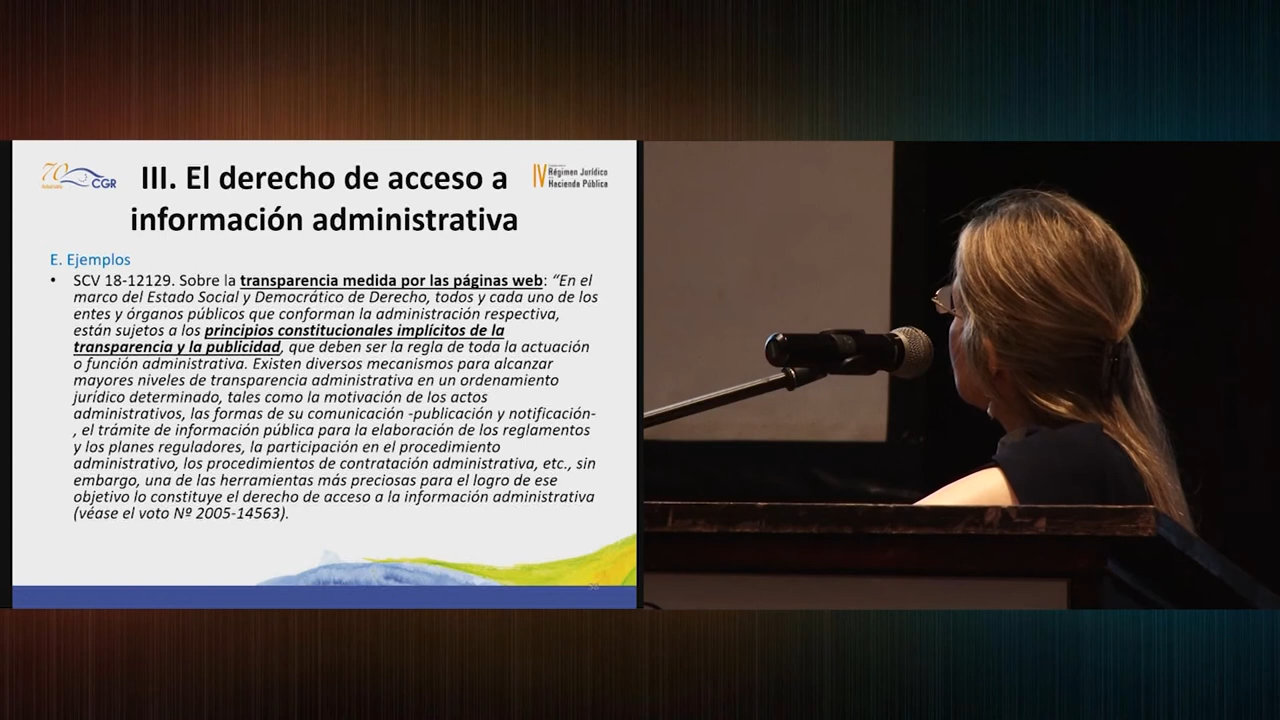 70
CGR
III. El derecho de acceso a
información administrativa
IV
Régimen Jurídico
Hacienda Pública
E. Ejemplos
• SCV 18-12129. Sobre la transparencia medida por las páginas web: “En el
marco del Estado Social y Democrático de Derecho, todos y cada uno de los
entes y órganos públicos que conforman la administración respectiva,
están sujetos a los principios constitucionales implícitos de la
transparencia y la publicidad, que deben ser la regla de toda la actuación
o función administrativa. Existen diversos mecanismos para alcanzar
mayores niveles de transparencia administrativa en un ordenamiento
jurídico determinado, tales como la motivación de los actos
administrativos, las formas de su comunicación -publicación y notificación-
, el trámite de información pública para la elaboración de los reglamentos
y los planes reguladores, la participación en el procedimiento
administrativo, los procedimientos de contratación administrativa, etc., sin
embargo, una de las herramientas más preciosas para el logro de ese
objetivo lo constituye el derecho de acceso a la información administrativa
(véase el voto Nº 2005-14563).